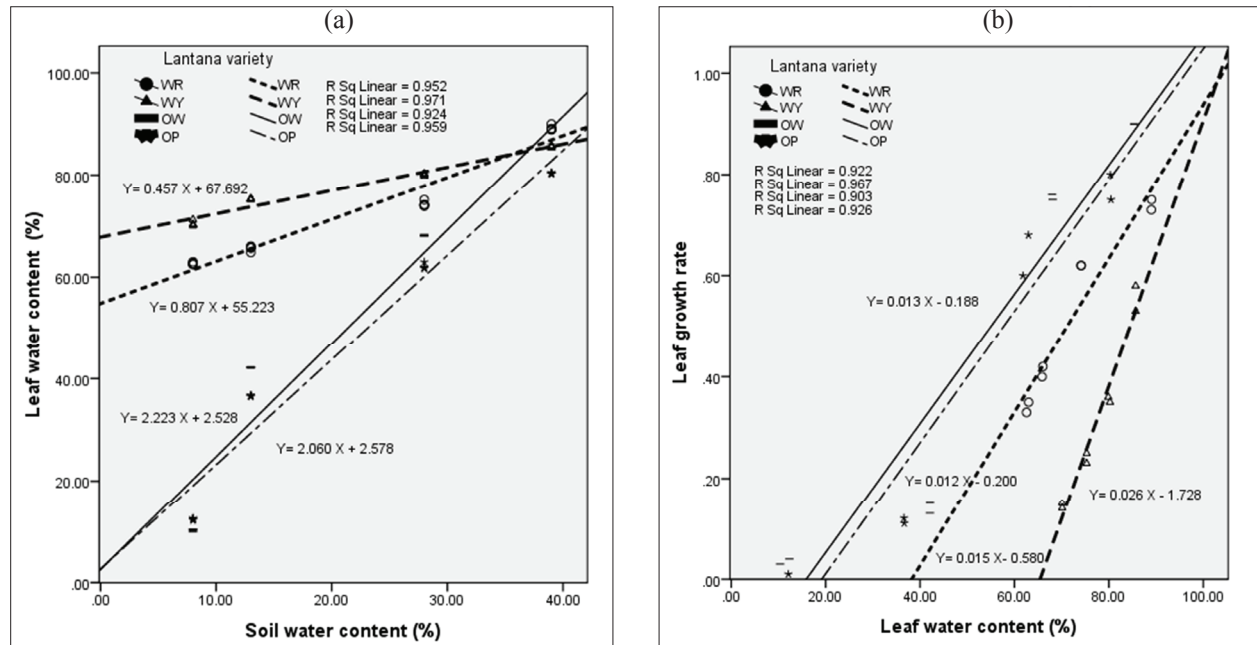 (a)
Lantana variety
WR WR
WY WY
OW OW
OP OP
R Sq Linear = 0.952
R Sq Linear = 0.971
R Sq Linear = 0.924
R Sq Linear = 0.959
Y= 0.457 X + 67.692
Y= 0.807 X + 55.223
Y= 2.223 X + 2.528
Y= 2.060 X + 2.578
Leaf water content (%)
100.00
80.00
60.00
40.00
20.00
.00
.00 10.00 20.00 30.00 40.00
Soil water content (%)
(b)
Lantana variety
WR WR
WY WY
OW OW
OP OP
R Sq Linear = 0.922
R Sq Linear = 0.967
R Sq Linear = 0.903
R Sq Linear = 0.926
Y= 0.013 X - 0.188
Y= 0.012 X - 0.200
Y= 0.026 X - 1.728
Y= 0.015 X- 0.580
Leaf growth rate
1.00
.80
.60
.40
.20
.00
.00 20.00 40.00 60.00 80.00 100.00
Leaf water content (%)